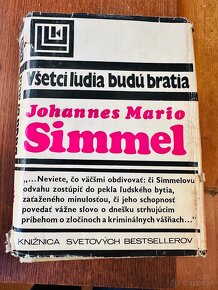 Všetci ľudia budú bratia
Johannes Mario
Simmel
„...Neviete, čo väčšmi obdivovať: či Simmelovu
odvahu zostúpiť do pekla ľudského bytia,
zaťaženého minulosťou, či jeho schopnosť
povedať vážne slovo o dnešku strhujúcim
príbehom o zločinoch a kriminálnych vášňach...“
KNIŽNICA SVETOVÝCH BESTSELLEROV